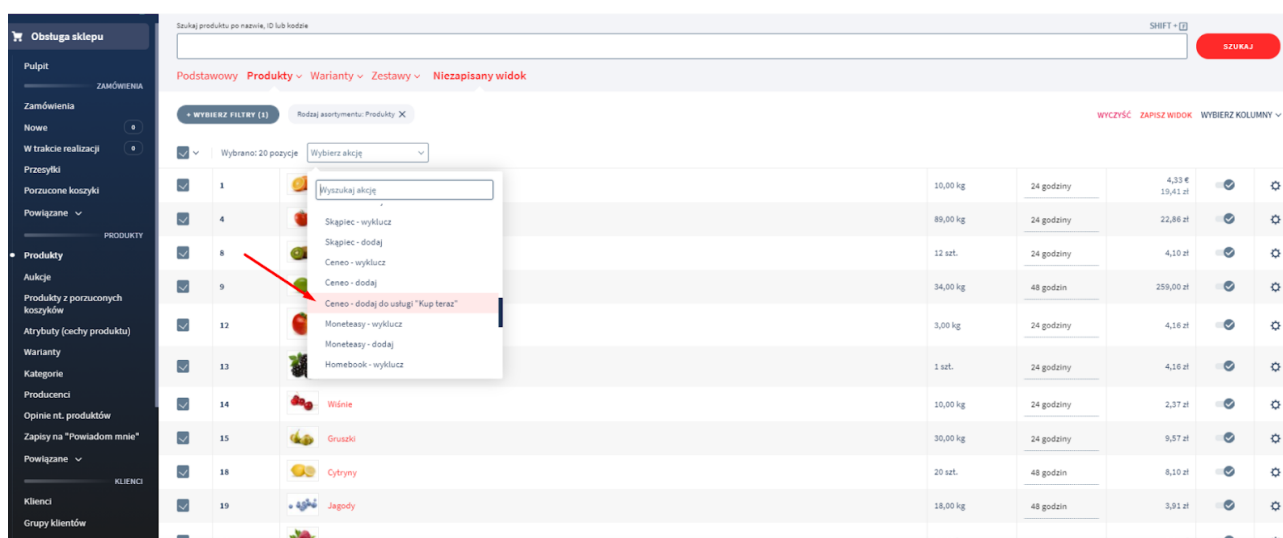 Obsługa sklepu
Pulpit
ZAMÓWIENIA
Zamówienia
Nowe 0
W trakcie realizacji 0
Przesyłki
Porzucone koszyki
Powiązane
PRODUKTY
Produkty
Aukcje
Produkty z porzuconych
koszyków
Atrybuty (cechy produktu)
Warianty
Kategorie
Producenci
Opinie nt. produktów
Zapisy na "Powiadom mnie"
Powiązane
KLIENCI
Klienci
Grupy klientów
Szukaj produktu po nazwie, ID lub kodzie
SHIFT + F
SZUKAJ
Podstawowy Produkty Warianty Zestawy Niezapisany widok
+ WYBIERZ FILTRY (1) Rodzaj asortymentu: Produkty X
WYCZYŚĆ ZAPISZ WIDOK WYBIERZ KOLUMNY
Wybrano: 20 pozycje Wybierz akcję
Wyszukaj akcję
Skąpiec - wyklucz
Skąpiec - dodaj
Ceneo - wyklucz
Ceneo - dodaj
Ceneo - dodaj do usługi "Kup teraz"
Moneteasy - wyklucz
Moneteasy - dodaj
Homebook - wyklucz
1 10,00 kg 24 godziny 4,33 €
19,41 zł
4 89,00 kg 24 godziny 22,86 zł
8 12 szt. 24 godziny 4,10 zł
9 34,00 kg 48 godzin 259,00 zł
12 3,00 kg 24 godziny 4,16 zł
13 1 szt. 24 godziny 4,16 zł
14 Wiśnie 10,00 kg 24 godziny 2,37 zł
15 Gruszki 30,00 kg 24 godziny 9,57 zł
18 Cytryny 20 szt. 48 godzin 8,10 zł
19 Jagody 18,00 kg 48 godzin 3,91 zł